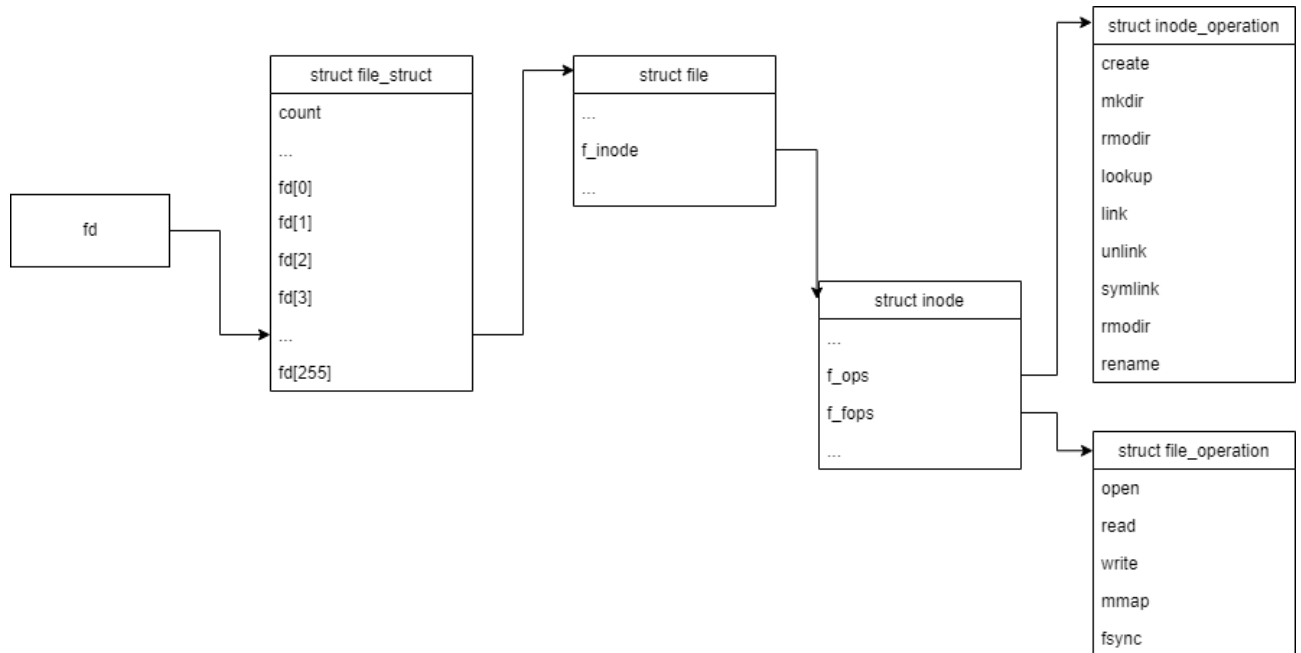 fd
struct file_struct
count
...
fd[0]
fd[1]
fd[2]
fd[3]
...
fd[255]
struct file
...
f_inode
...
struct inode
...
f_ops
f_fops
...
struct inode_operation
create
mkdir
rmodir
lookup
link
unlink
symlink
rmodir
rename
struct file_operation
open
read
write
mmap
fsync